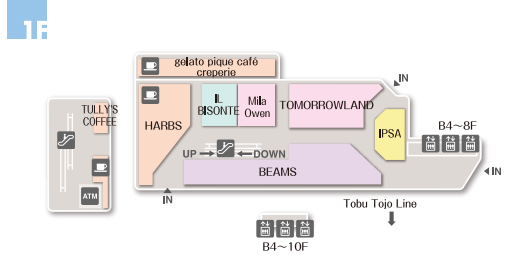 1F
gelato pique café
creperie
IN
TULLY'S
COFFEE
IL
BISONTE
Mila
Owen
TOMORROWLAND
HARBS
IPSA
B4～8F
UP
DOWN
BEAMS
IN
ATM
IN
Tobu Tojo Line
B4～10F